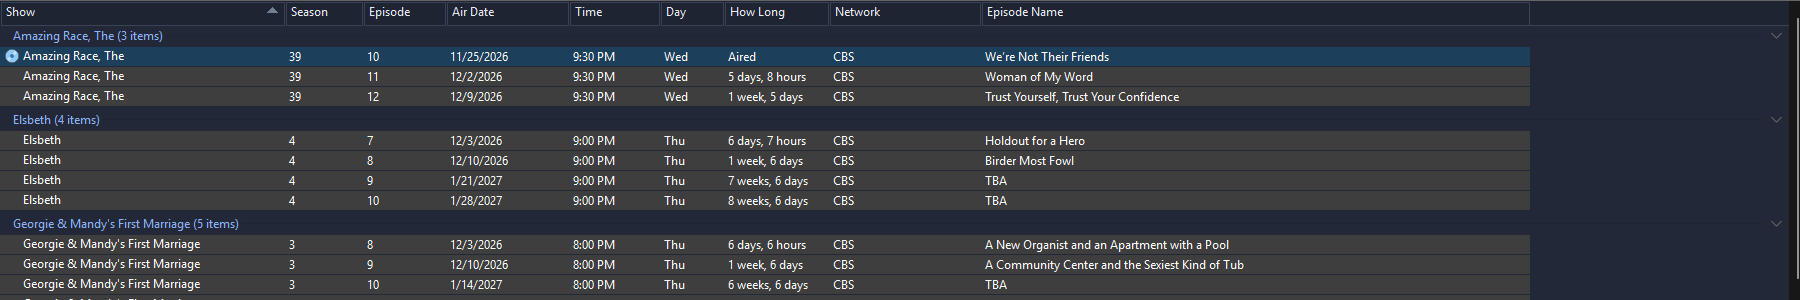 Show Season Episode Air Date Time Day How Long Network Episode Name
Amazing Race, The (3 items)
Amazing Race, The 39 10 11/25/2026 9:30 PM Wed Aired CBS We're Not Their Friends
Amazing Race, The 39 11 12/2/2026 9:30 PM Wed 5 days, 8 hours CBS Woman of My Word
Amazing Race, The 39 12 12/9/2026 9:30 PM Wed 1 week, 5 days CBS Trust Yourself, Trust Your Confidence
Elsbeth (4 items)
Elsbeth 4 7 12/3/2026 9:00 PM Thu 6 days, 7 hours CBS Holdout for a Hero
Elsbeth 4 8 12/10/2026 9:00 PM Thu 1 week, 6 days CBS Birder Most Fowl
Elsbeth 4 9 1/21/2027 9:00 PM Thu 7 weeks, 6 days CBS TBA
Elsbeth 4 10 1/28/2027 9:00 PM Thu 8 weeks, 6 days CBS TBA
Georgie & Mandy's First Marriage (5 items)
Georgie & Mandy's First Marriage 3 8 12/3/2026 8:00 PM Thu 6 days, 6 hours CBS A New Organist and an Apartment with a Pool
Georgie & Mandy's First Marriage 3 9 12/10/2026 8:00 PM Thu 1 week, 6 days CBS A Community Center and the Sexiest Kind of Tub
Georgie & Mandy's First Marriage 3 10 1/14/2027 8:00 PM Thu 6 weeks, 6 days CBS TBA